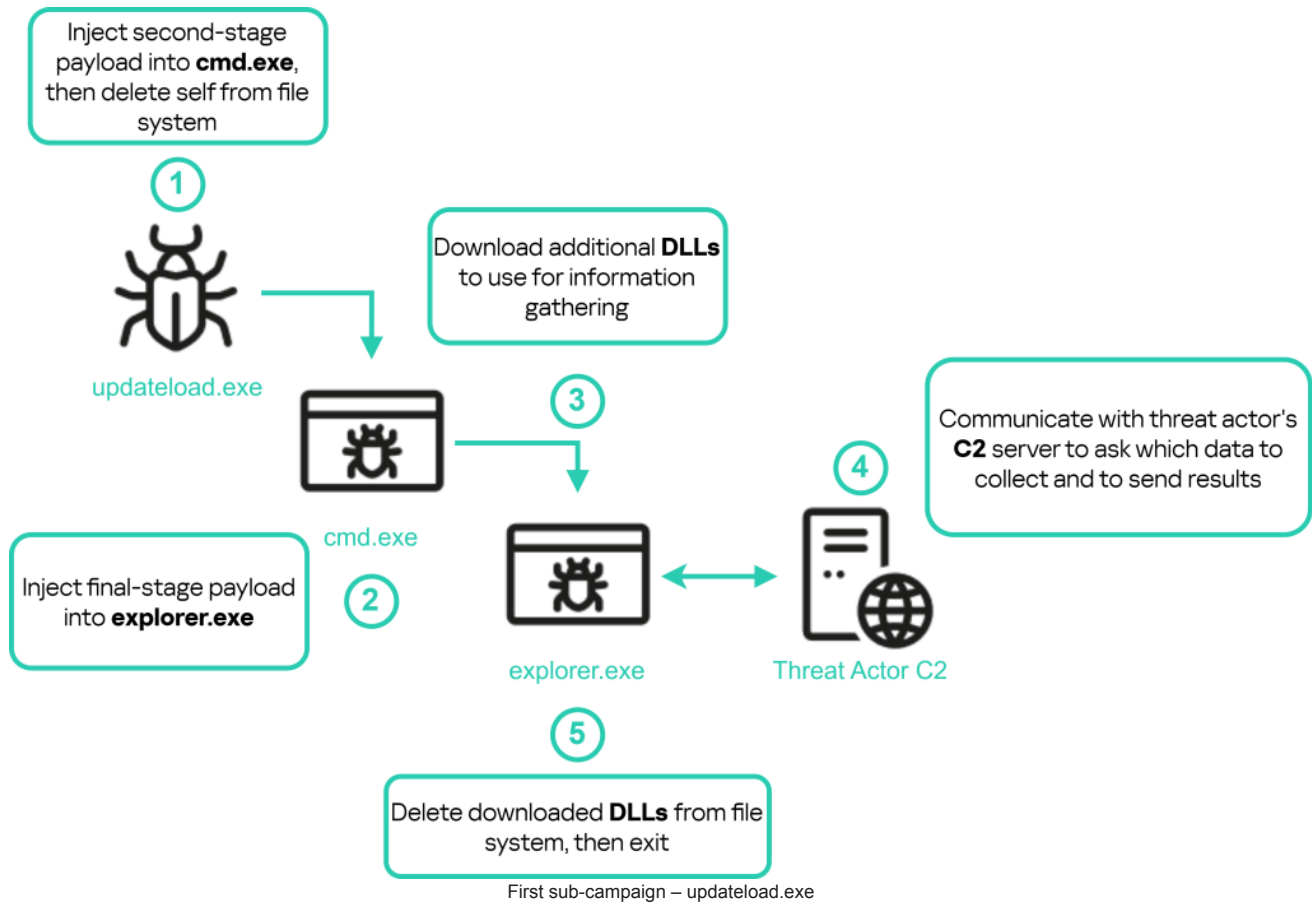 Inject second-stage
payload into cmd.exe,
then delete self from file
system
1
updateload.exe
Download additional DLLs
to use for information
gathering
3
cmd.exe
Inject final-stage payload
into explorer.exe
2
explorer.exe
Communicate with threat actor's
C2 server to ask which data to
collect and to send results
4
Threat Actor C2
5
Delete downloaded DLLs from file
system, then exit
First sub-campaign – updateload.exe